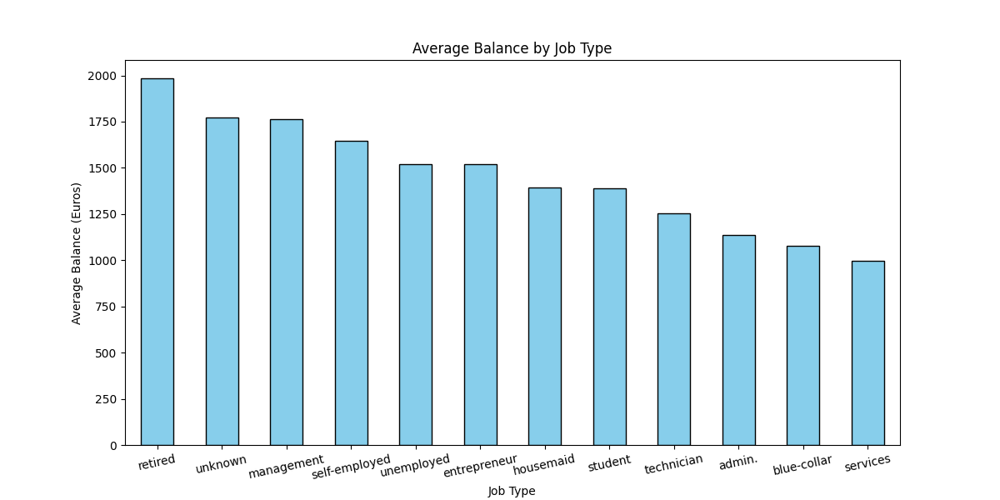 Average Balance by Job Type
Average Balance (Euros)
2000
1750
1500
1250
1000
750
500
250
0
retired
unknown
management
self-employed
unemployed
entrepreneur
housemaid
student
technician
admin.
blue-collar
services
Job Type